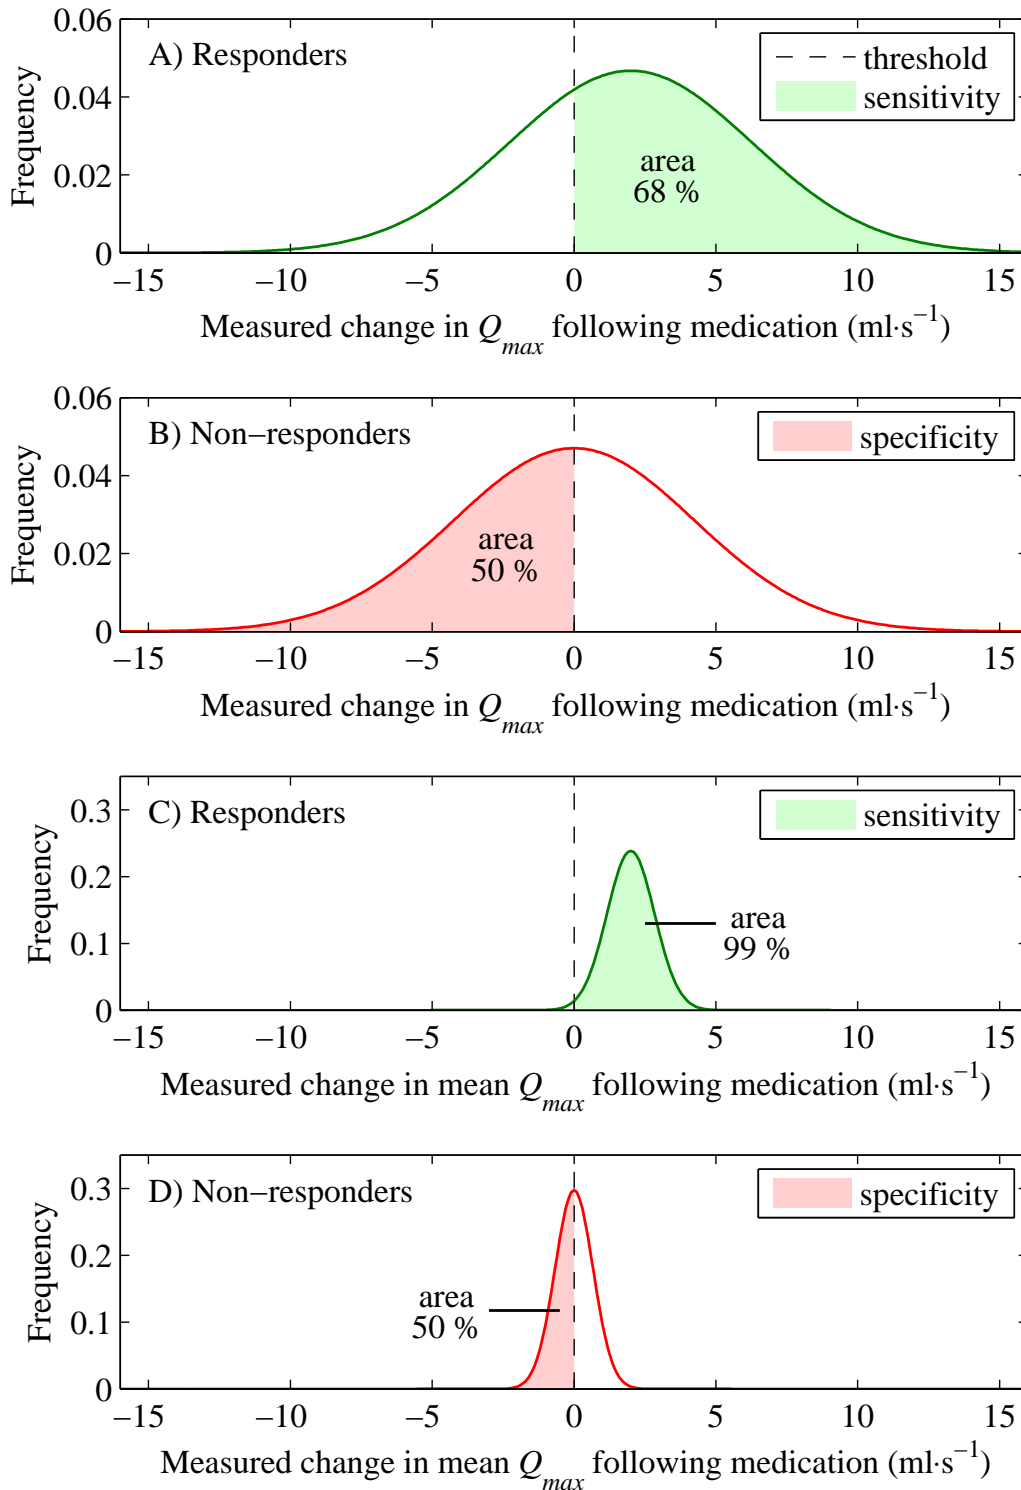 A) Responders
threshold
sensitivity
area
68 %
Frequency
0.06
0.04
0.02
0
−15 −10 −5 0 5 10 15
Measured change in Q_max following medication (ml·s⁻¹)
B) Non−responders
specificity
area
50 %
Frequency
0.06
0.04
0.02
0
−15 −10 −5 0 5 10 15
Measured change in Q_max following medication (ml·s⁻¹)
C) Responders
sensitivity
area
99 %
Frequency
0.3
0.2
0.1
0
−15 −10 −5 0 5 10 15
Measured change in mean Q_max following medication (ml·s⁻¹)
D) Non−responders
specificity
area
50 %
Frequency
0.3
0.2
0.1
0
−15 −10 −5 0 5 10 15
Measured change in mean Q_max following medication (ml·s⁻¹)